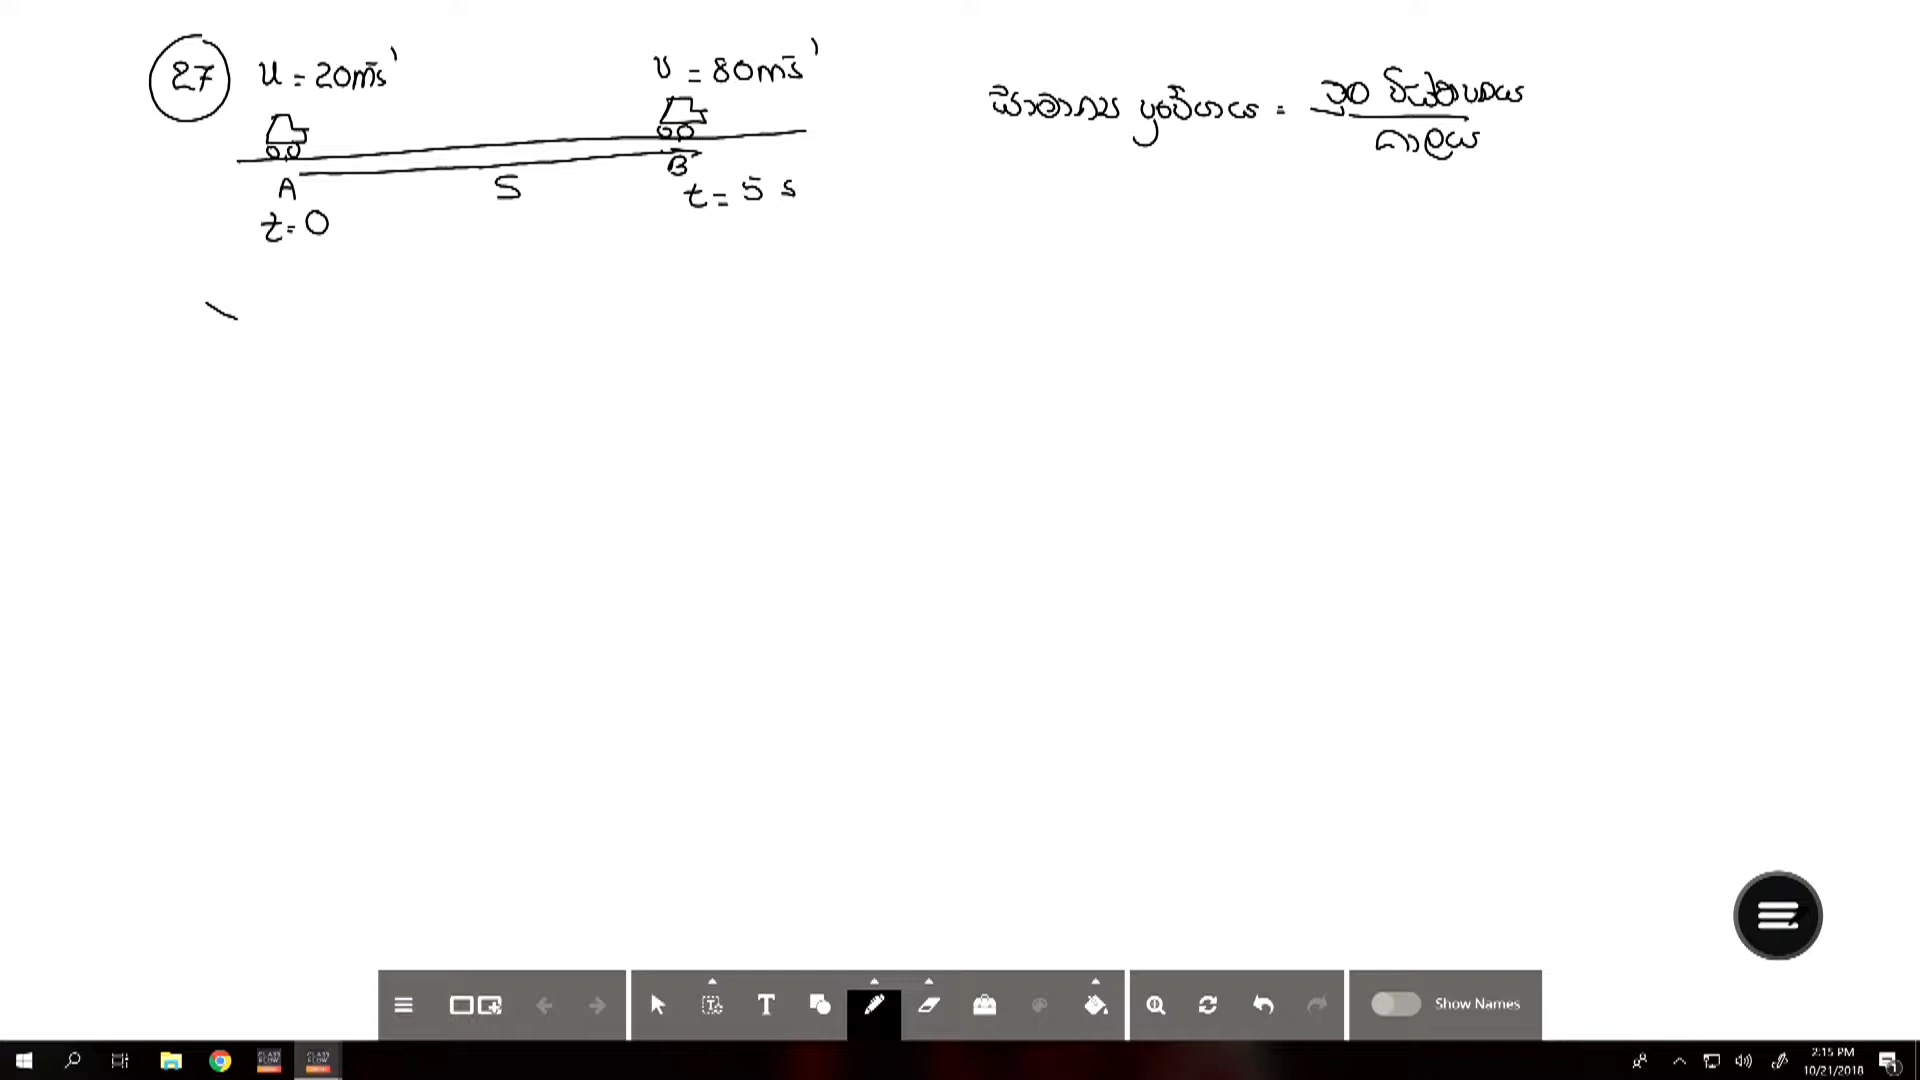 27 u = 20ms⁻¹
v = 80ms⁻¹
A
S
B
t = 0
t = 5 s
සාමාන්‍ය ප්‍රවේගය = මුළු විස්ථාපනය
කාලය
Show Names
2:15 PM
10/21/2018